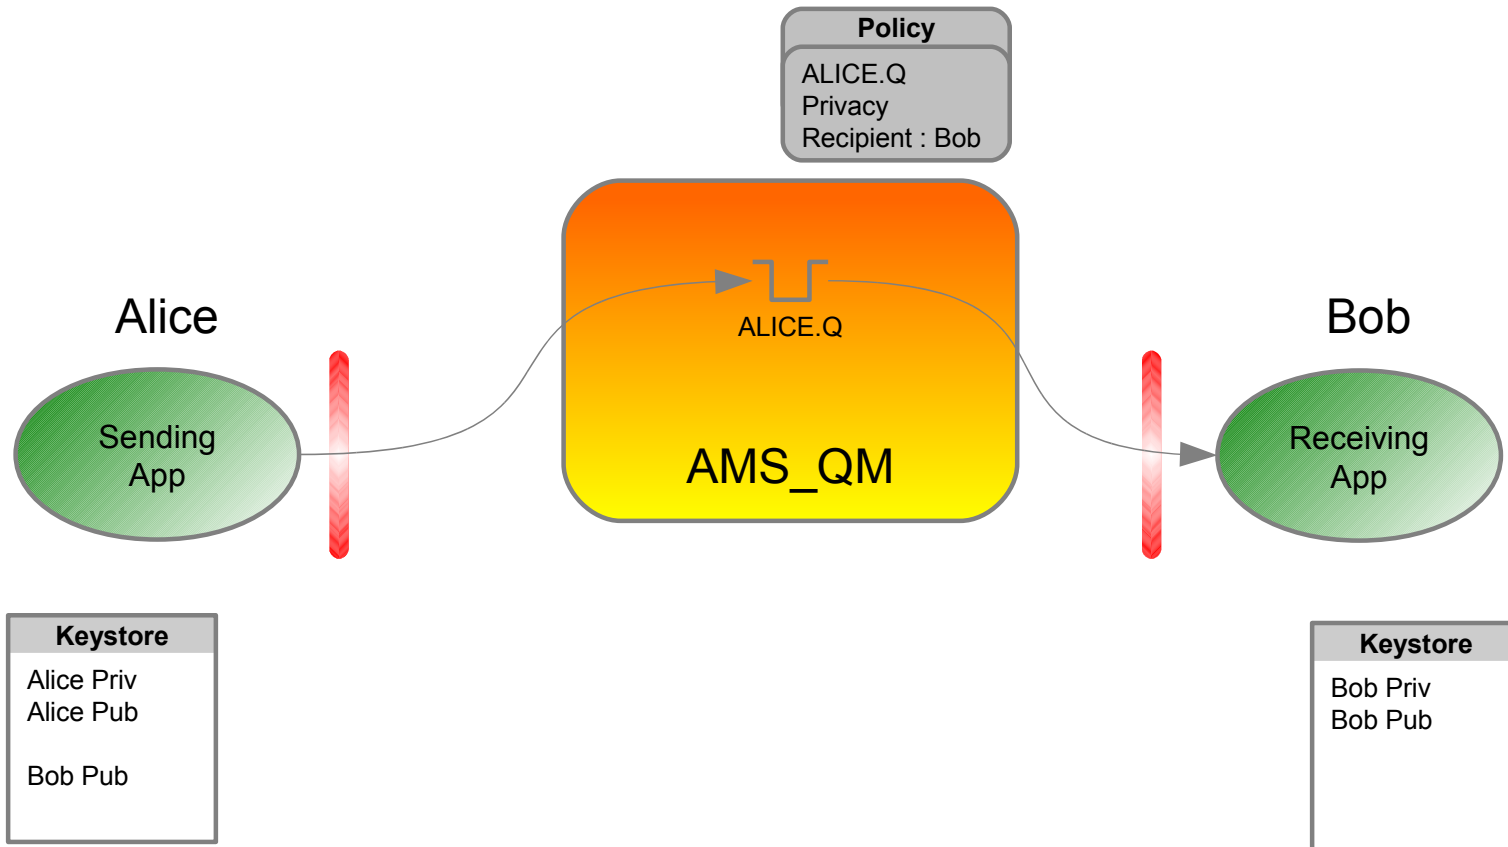 Policy
ALICE.Q
Privacy
Recipient : Bob
ALICE.Q
AMS_QM
Alice
Sending
App
Bob
Receiving
App
Keystore
Alice Priv
Alice Pub
Bob Pub
Keystore
Bob Priv
Bob Pub